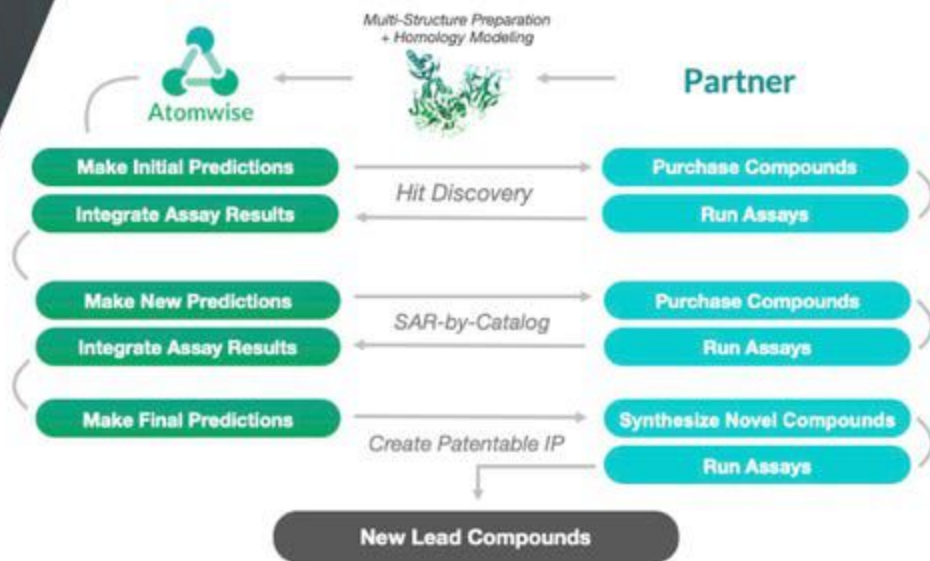 Multi-Structure Preparation
+ Homology Modeling
Atomwise
Partner
Make Initial Predictions
Purchase Compounds
Hit Discovery
Integrate Assay Results
Run Assays
Make New Predictions
Purchase Compounds
SAR-by-Catalog
Integrate Assay Results
Run Assays
Make Final Predictions
Synthesize Novel Compounds
Create Patentable IP
Run Assays
New Lead Compounds